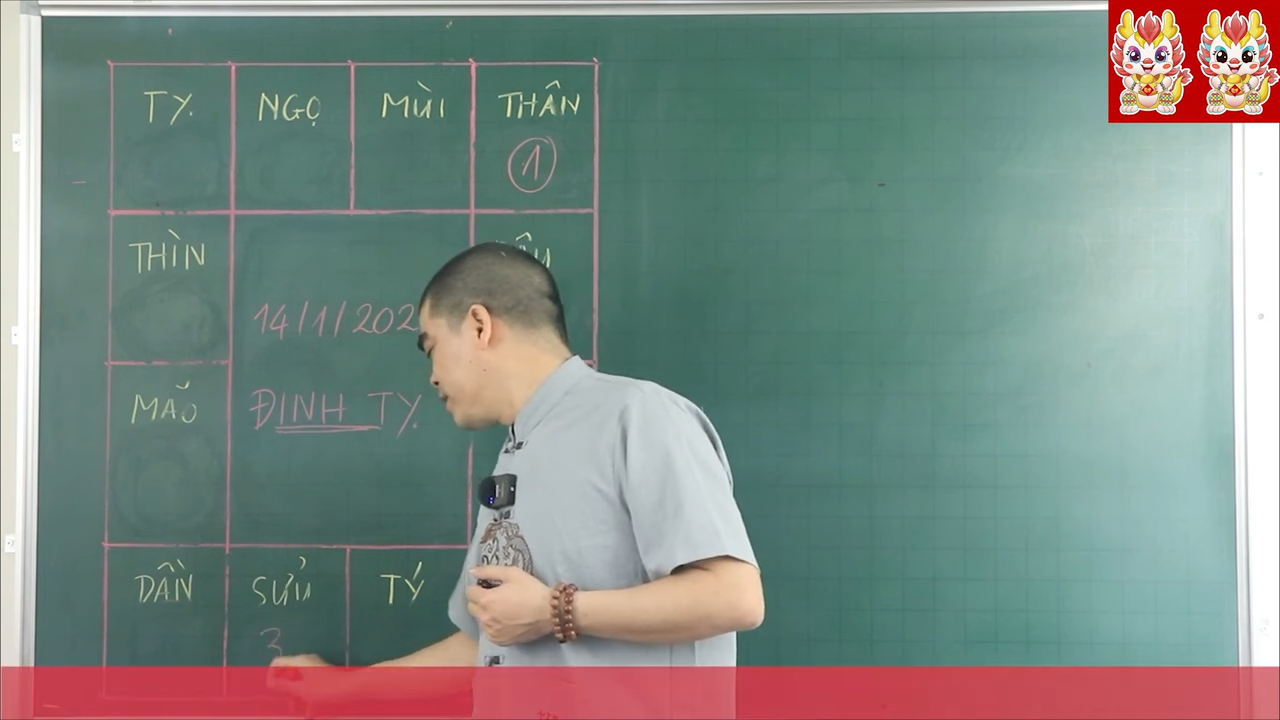 TỴ. NGỌ MÙI THÂN
1
THÌN
14/1/202
MÃO ĐINH TỴ.
DẦN SỬU TÝ
3